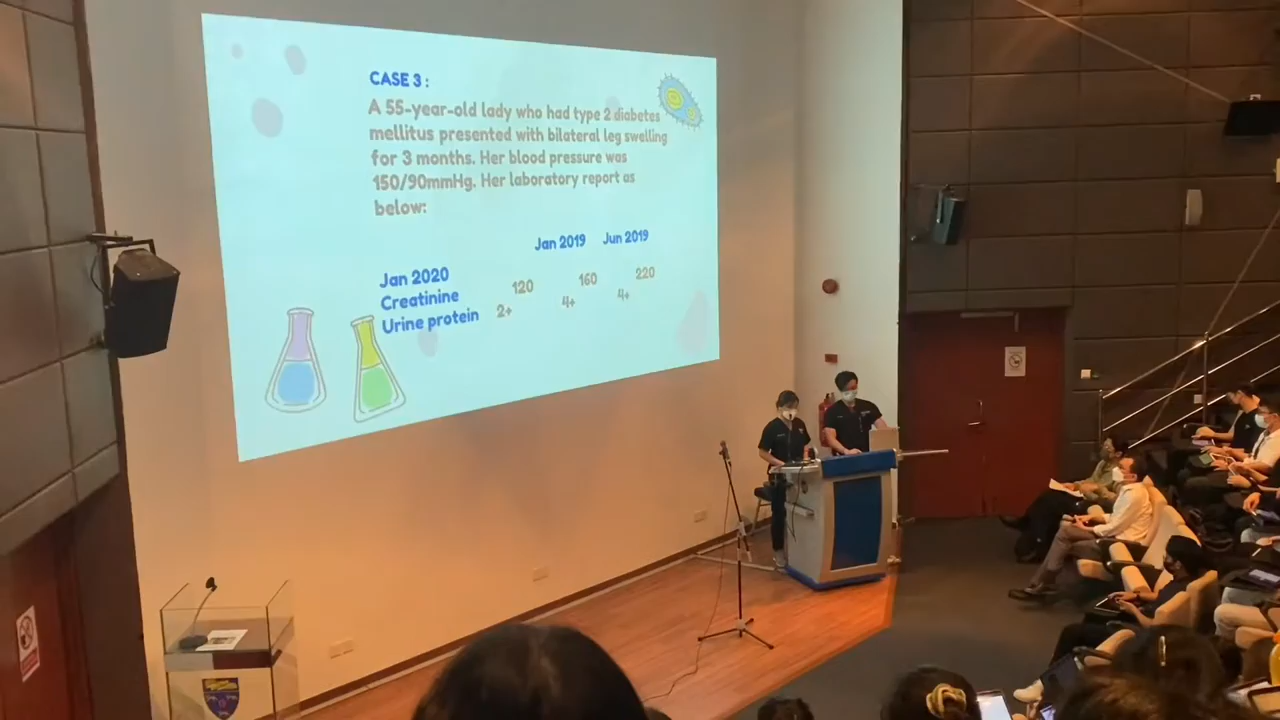 CASE 3 :
A 55-year-old lady who had type 2 diabetes
mellitus presented with bilateral leg swelling
for 3 months. Her blood pressure was
150/90mmHg. Her laboratory report as
below:
Jan 2019 Jun 2019
Jan 2020
Creatinine 120 160 220
Urine protein 2+ 4+ 4+